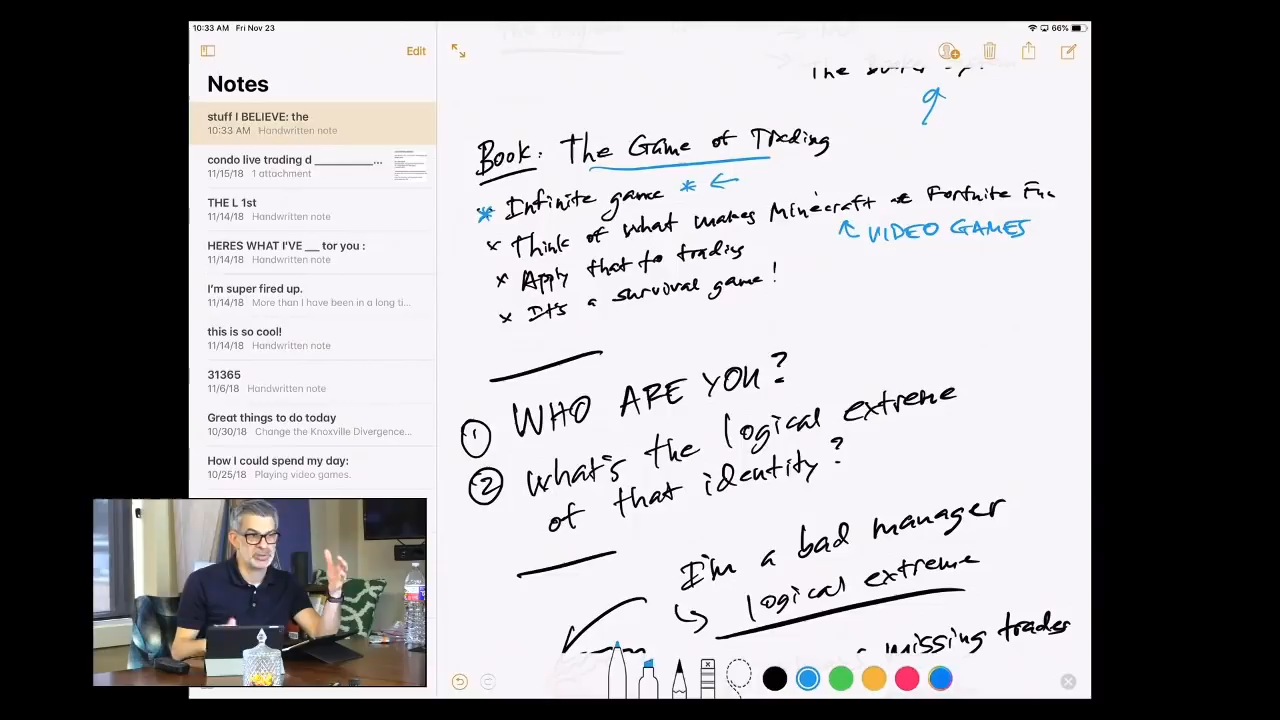 10:33 AM Fri Nov 23
66%
Edit
Notes
stuff I BELIEVE: the
10:33 AM Handwritten note
condo live trading d ___________...
11/15/18 1 attachment
THE L 1st
11/14/18 Handwritten note
HERES WHAT I'VE __ tor you :
11/14/18 Handwritten note
I'm super fired up.
11/14/18 More than I have been in a long ti...
this is so cool!
11/14/18 Handwritten note
31365
11/6/18 Handwritten note
Great things to do today
10/30/18 Change the Knoxville Divergence...
How I could spend my day:
10/25/18 Playing video games.
The
Book: The Game of Trading
* Infinite game * ←
x Think of what makes Minecraft Fortnite Fun
VIDEO GAMES
x Apply that to trading
x It's a survival game!
① WHO ARE YOU?
② What's the logical extreme
of that identity?
I'm a bad manager
↳ logical extreme
missing trades